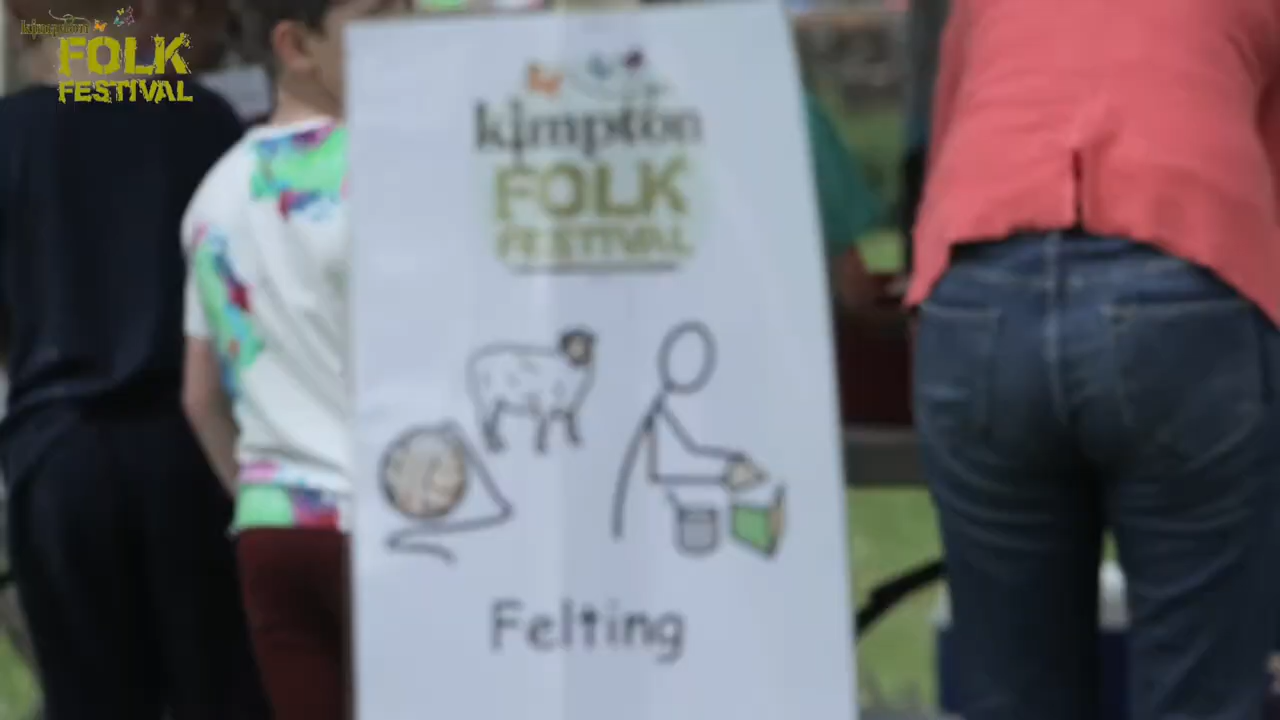 kimpton
FOLK
FESTIVAL
kimpton
FOLK
FESTIVAL
Felting